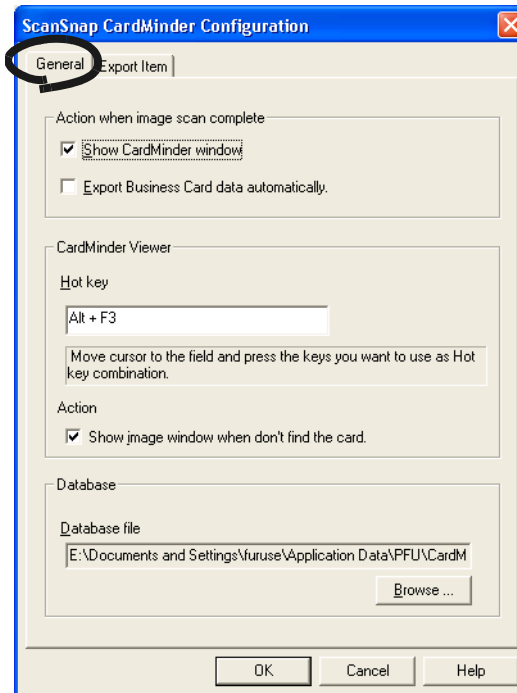 ScanSnap CardMinder Configuration
General Export Item
Action when image scan complete
Show CardMinder window
Export Business Card data automatically.
CardMinder Viewer
Hot key
Alt + F3
Move cursor to the field and press the keys you want to use as Hot
key combination.
Action
Show image window when don't find the card.
Database
Database file
E:\Documents and Settings\furuse\Application Data\PFU\CardM
Browse ...
OK Cancel Help